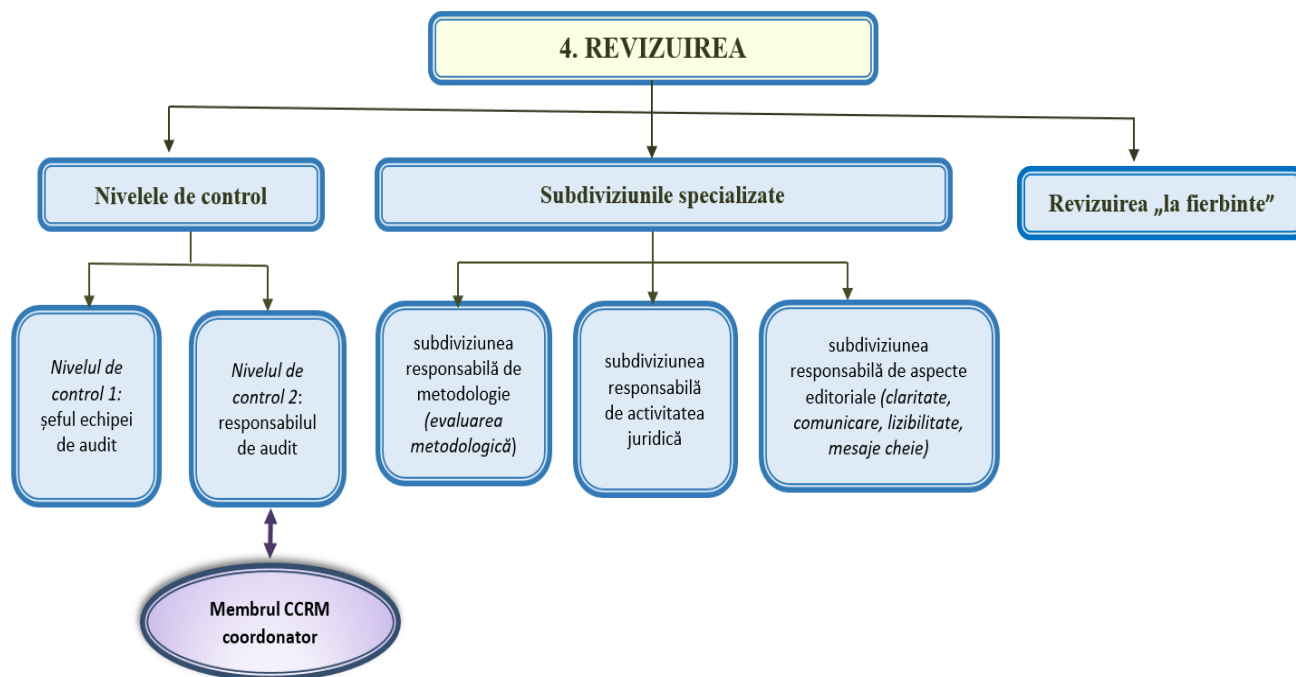 4. REVIZUIREA
Nivelele de control
Subdiviziunile specializate
Revizuirea „la fierbinte”
Nivelul de
control 1:
șeful echipei
de audit
Nivelul de
control 2:
responsabilul
de audit
subdiviziunea
responsabilă de
metodologie
(evaluarea
metodologică)
subdiviziunea
responsabilă
de activitatea
juridică
subdiviziunea
responsabilă de aspecte
editoriale (claritate,
comunicare, lizibilitate,
mesaje cheie)
Membrul CCRM
coordonator